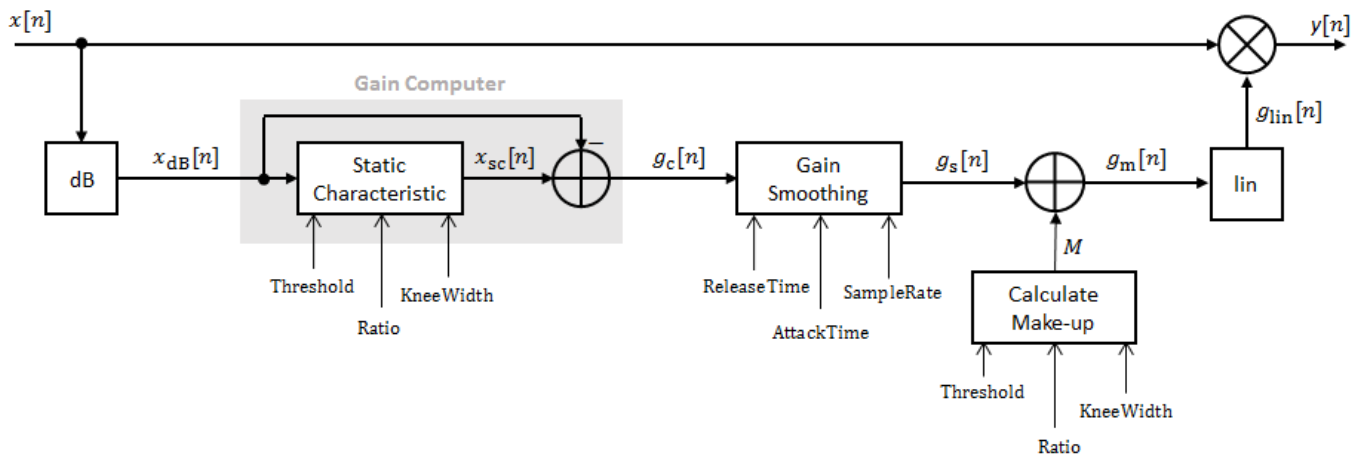 x[n]
y[n]
Gain Computer
g_lin[n]
dB
x_dB[n]
Static
Characteristic
x_sc[n]
−
g_c[n]
Gain
Smoothing
g_s[n]
g_m[n]
lin
M
Threshold
Ratio
KneeWidth
ReleaseTime
AttackTime
SampleRate
Calculate
Make-up
Threshold
Ratio
KneeWidth